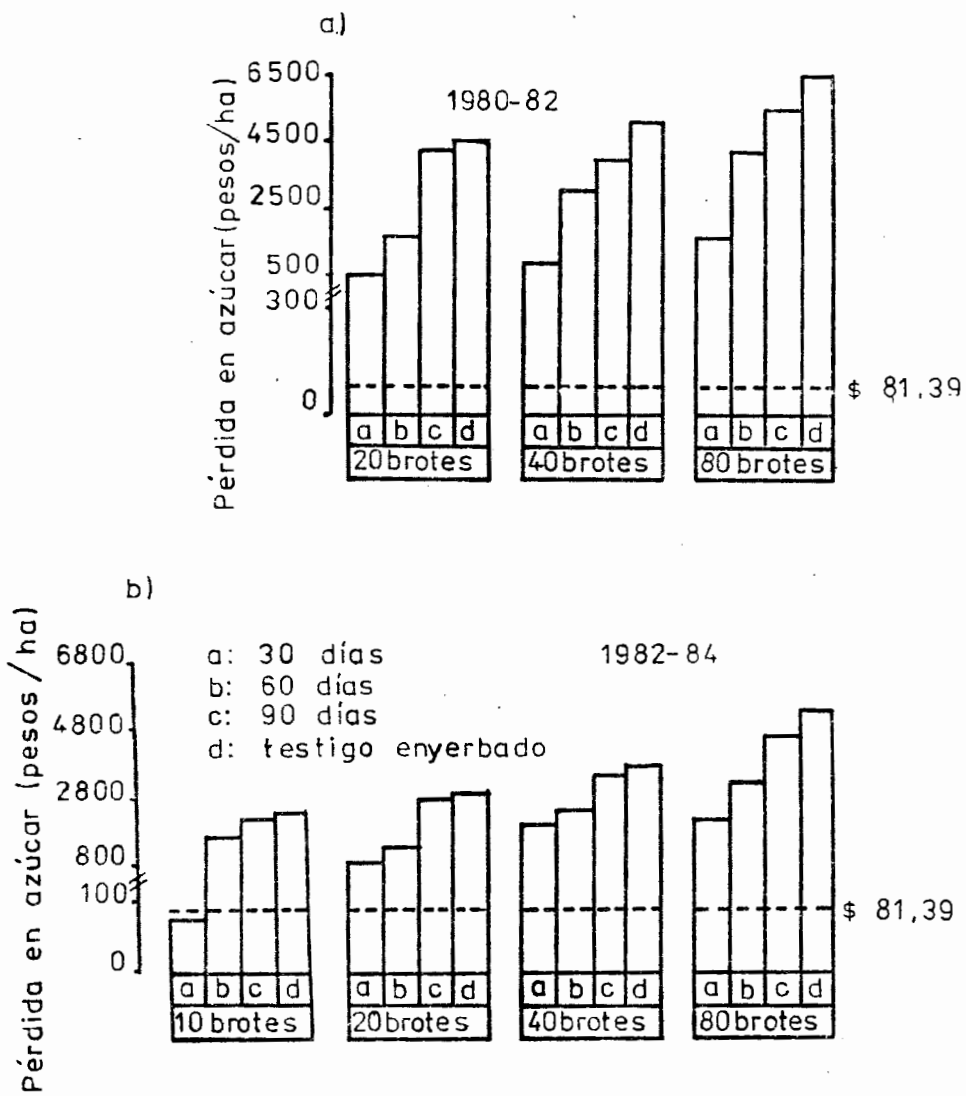 a)
Pérdida en azúcar (pesos/ha)
6500
4500
2500
500
300
0
1980-82
$ 81,39
a b c d
20 brotes
a b c d
40 brotes
a b c d
80 brotes
b)
Pérdida en azúcar (pesos/ha)
6800
4800
2800
800
100
0
a: 30 días
b: 60 días
c: 90 días
d: testigo enyerbado
1982-84
$ 81,39
a b c d
10 brotes
a b c d
20 brotes
a b c d
40 brotes
a b c d
80 brotes